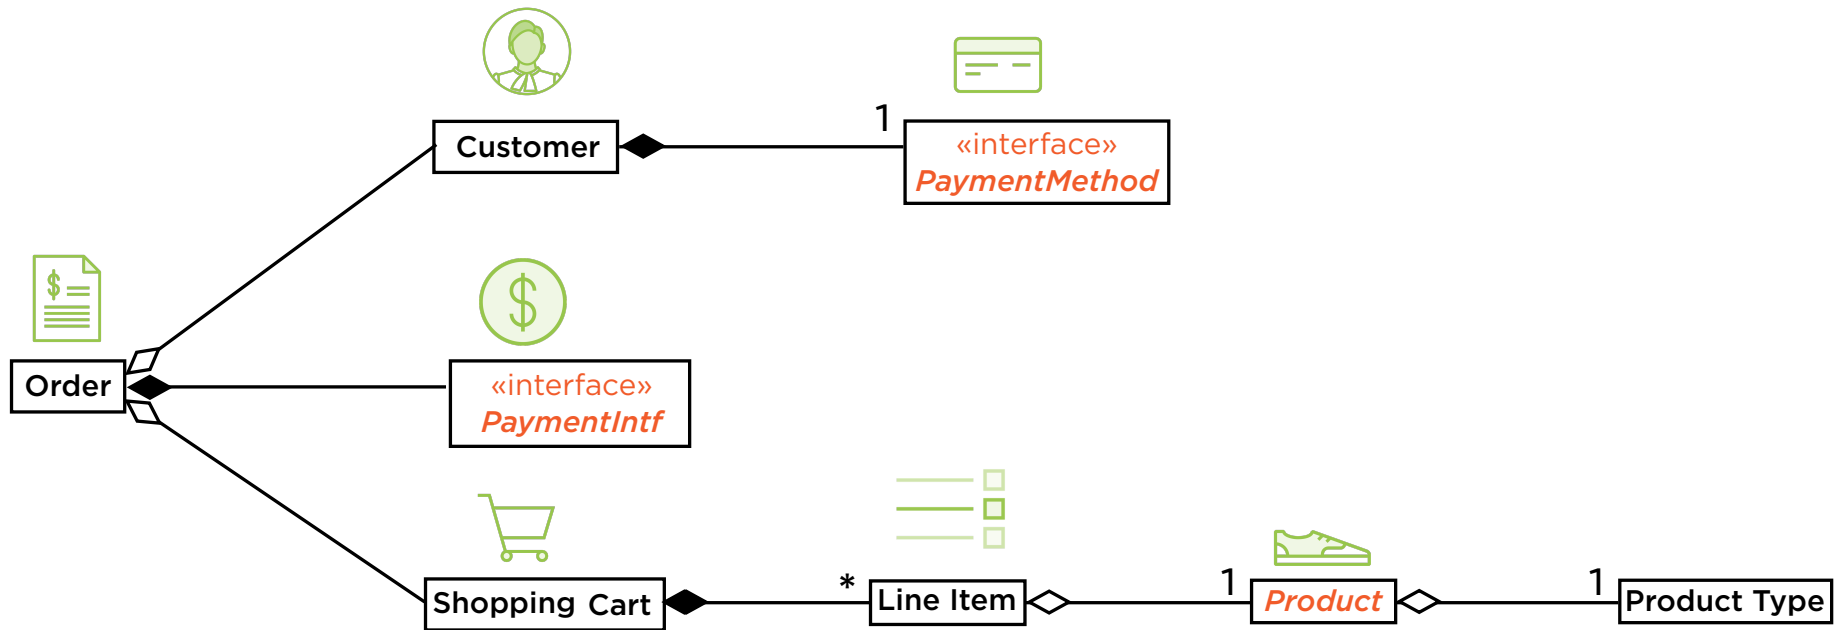 Customer
1
«interface»
PaymentMethod
$
$
Order
«interface»
PaymentIntf
Shopping Cart
*
Line Item
1
Product
1
Product Type